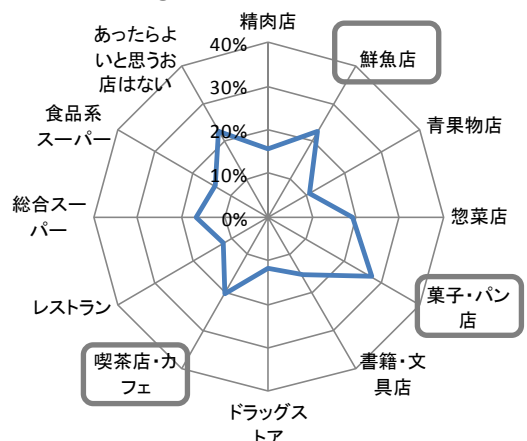 精肉店
鮮魚店
青果物店
惣菜店
菓子・パン
店
書籍・文
具店
ドラッグス
トア
喫茶店・カ
フェ
レストラン
総合スー
パー
食品系
スーパー
あったらよ
いと思うお
店はない
40%
30%
20%
10%
0%